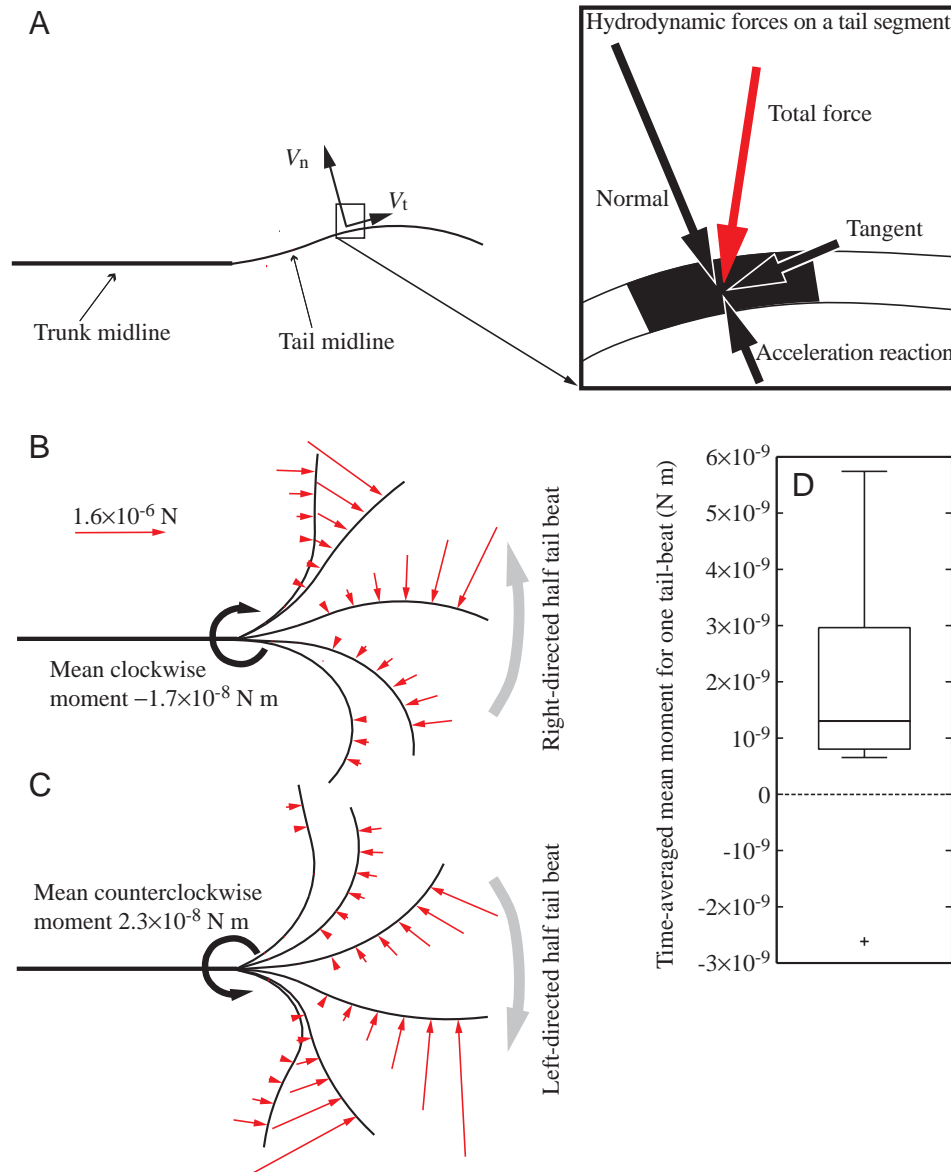 A
Hydrodynamic forces on a tail segment
Total force
Normal
Tangent
Acceleration reaction
Vn
Vt
Trunk midline
Tail midline
B
1.6×10-6 N
Mean clockwise
moment –1.7×10-8 N m
Right-directed half tail beat
C
Mean counterclockwise
moment 2.3×10-8 N m
Left-directed half tail beat
D
Time-averaged mean moment for one tail-beat (N m)
6×10-9
5×10-9
4×10-9
3×10-9
2×10-9
10-9
0
-10-9
-2×10-9
-3×10-9